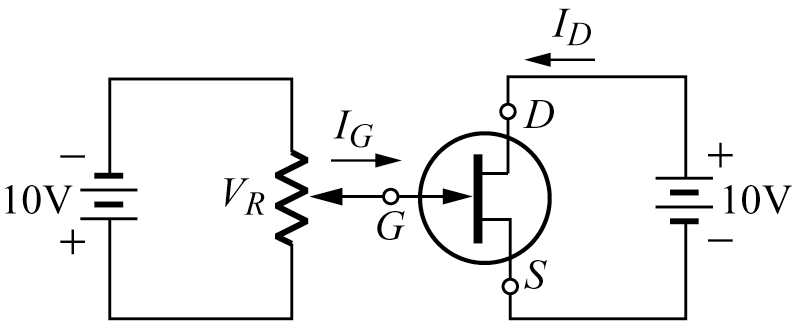 I_D
D
I_G
−
10V
+
V_R
G
S
+
10V
−